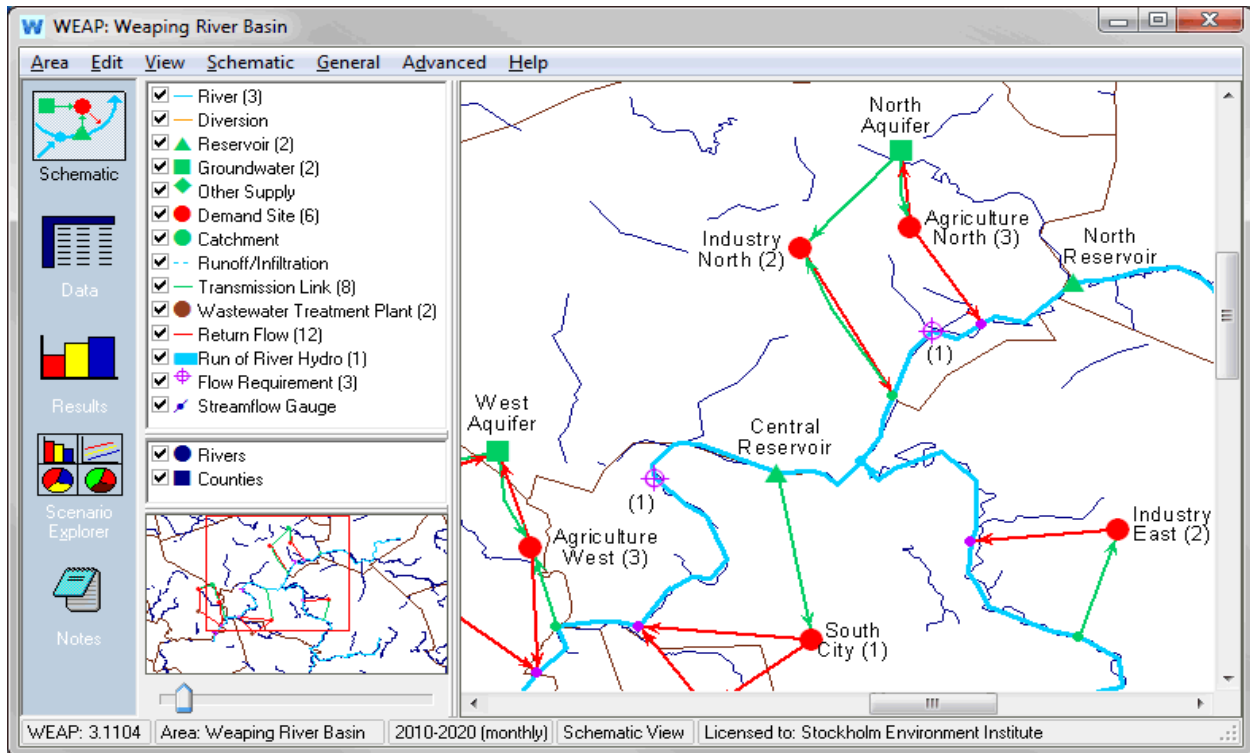 WEAP: Weaping River Basin
Area Edit View Schematic General Advanced Help
Schematic
Data
Results
Scenario
Explorer
Notes
River (3)
Diversion
Reservoir (2)
Groundwater (2)
Other Supply
Demand Site (6)
Catchment
Runoff/Infiltration
Transmission Link (8)
Wastewater Treatment Plant (2)
Return Flow (12)
Run of River Hydro (1)
Flow Requirement (3)
Streamflow Gauge
Rivers
Counties
North
Aquifer
Agriculture
North (3)
Industry
North (2)
North
Reservoir
(1)
West
Aquifer
Central
Reservoir
(1)
Agriculture
West (3)
Industry
East (2)
South
City (1)
WEAP: 3.1104 Area: Weaping River Basin 2010-2020 (monthly) Schematic View Licensed to: Stockholm Environment Institute